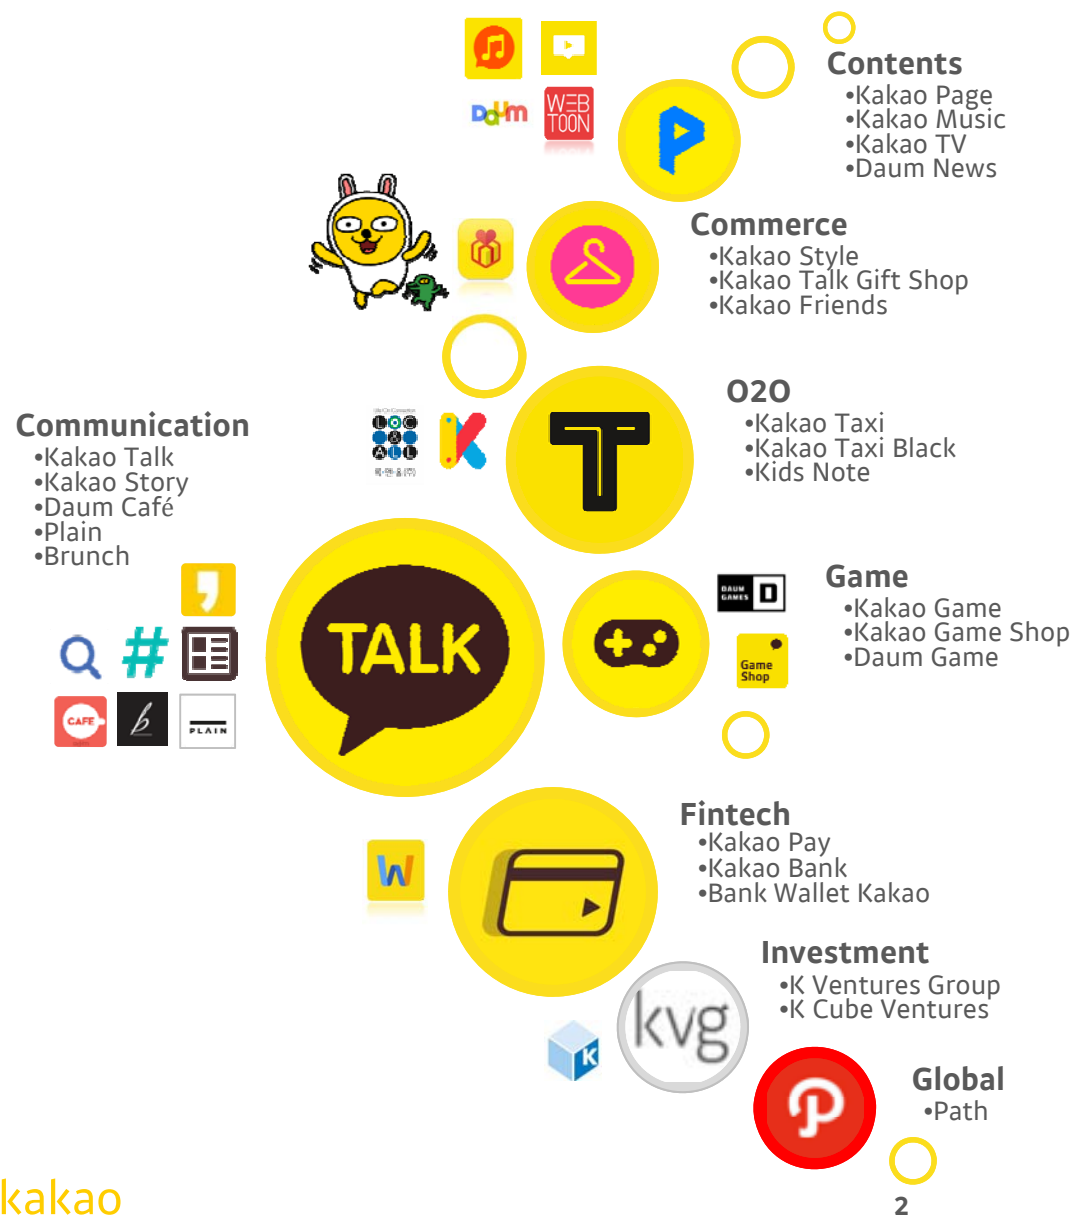 Contents
•Kakao Page
•Kakao Music
•Kakao TV
•Daum News
Daum
WEB
TOON
Commerce
•Kakao Style
•Kakao Talk Gift Shop
•Kakao Friends
O2O
•Kakao Taxi
•Kakao Taxi Black
•Kids Note
LOC
ALL
K
T
Communication
•Kakao Talk
•Kakao Story
•Daum Café
•Plain
•Brunch
TALK
#
CAFE
b
PLAIN
Game
•Kakao Game
•Kakao Game Shop
•Daum Game
DAUM
GAMES
D
Game
Shop
Fintech
•Kakao Pay
•Kakao Bank
•Bank Wallet Kakao
W
Investment
•K Ventures Group
•K Cube Ventures
kvg
K
Global
•Path
P
kakao
2